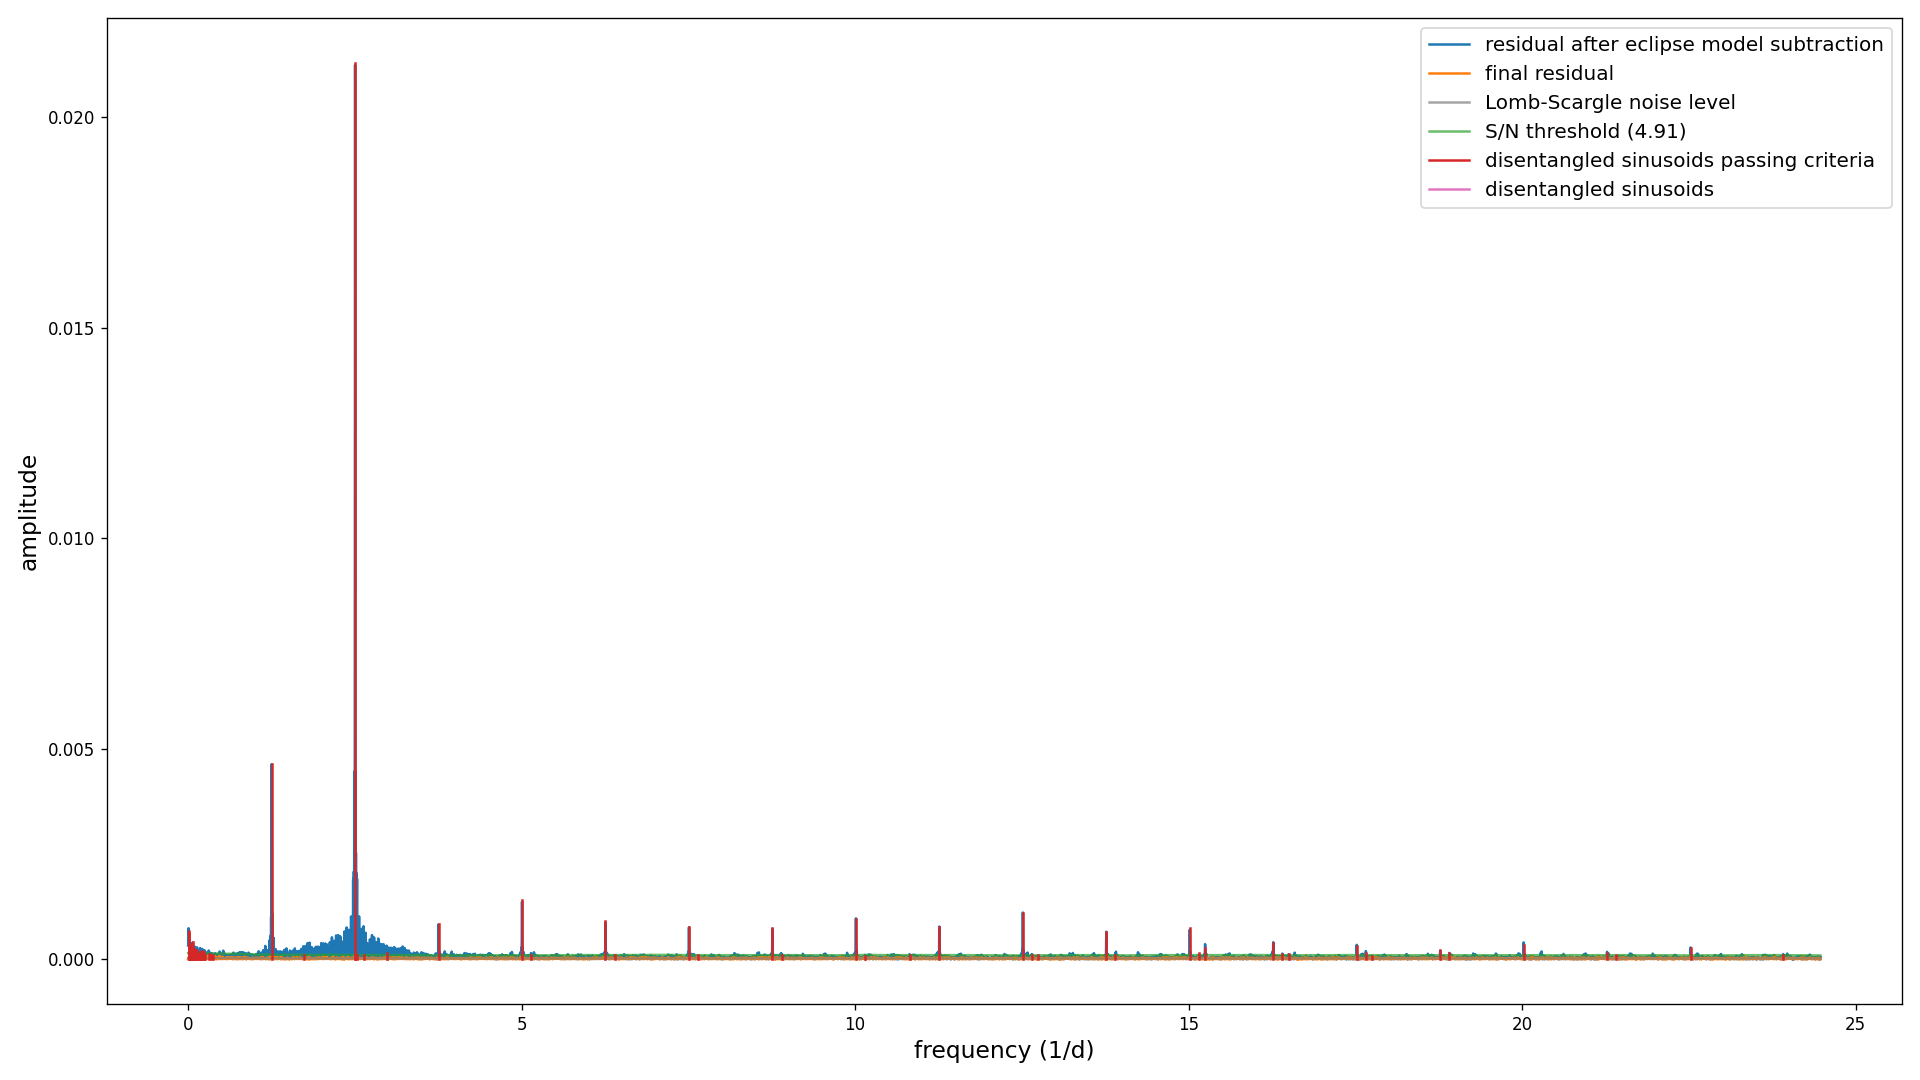 residual after eclipse model subtraction
final residual
Lomb-Scargle noise level
S/N threshold (4.91)
disentangled sinusoids passing criteria
disentangled sinusoids
amplitude
0.020
0.015
0.010
0.005
0.000
0 5 10 15 20 25
frequency (1/d)